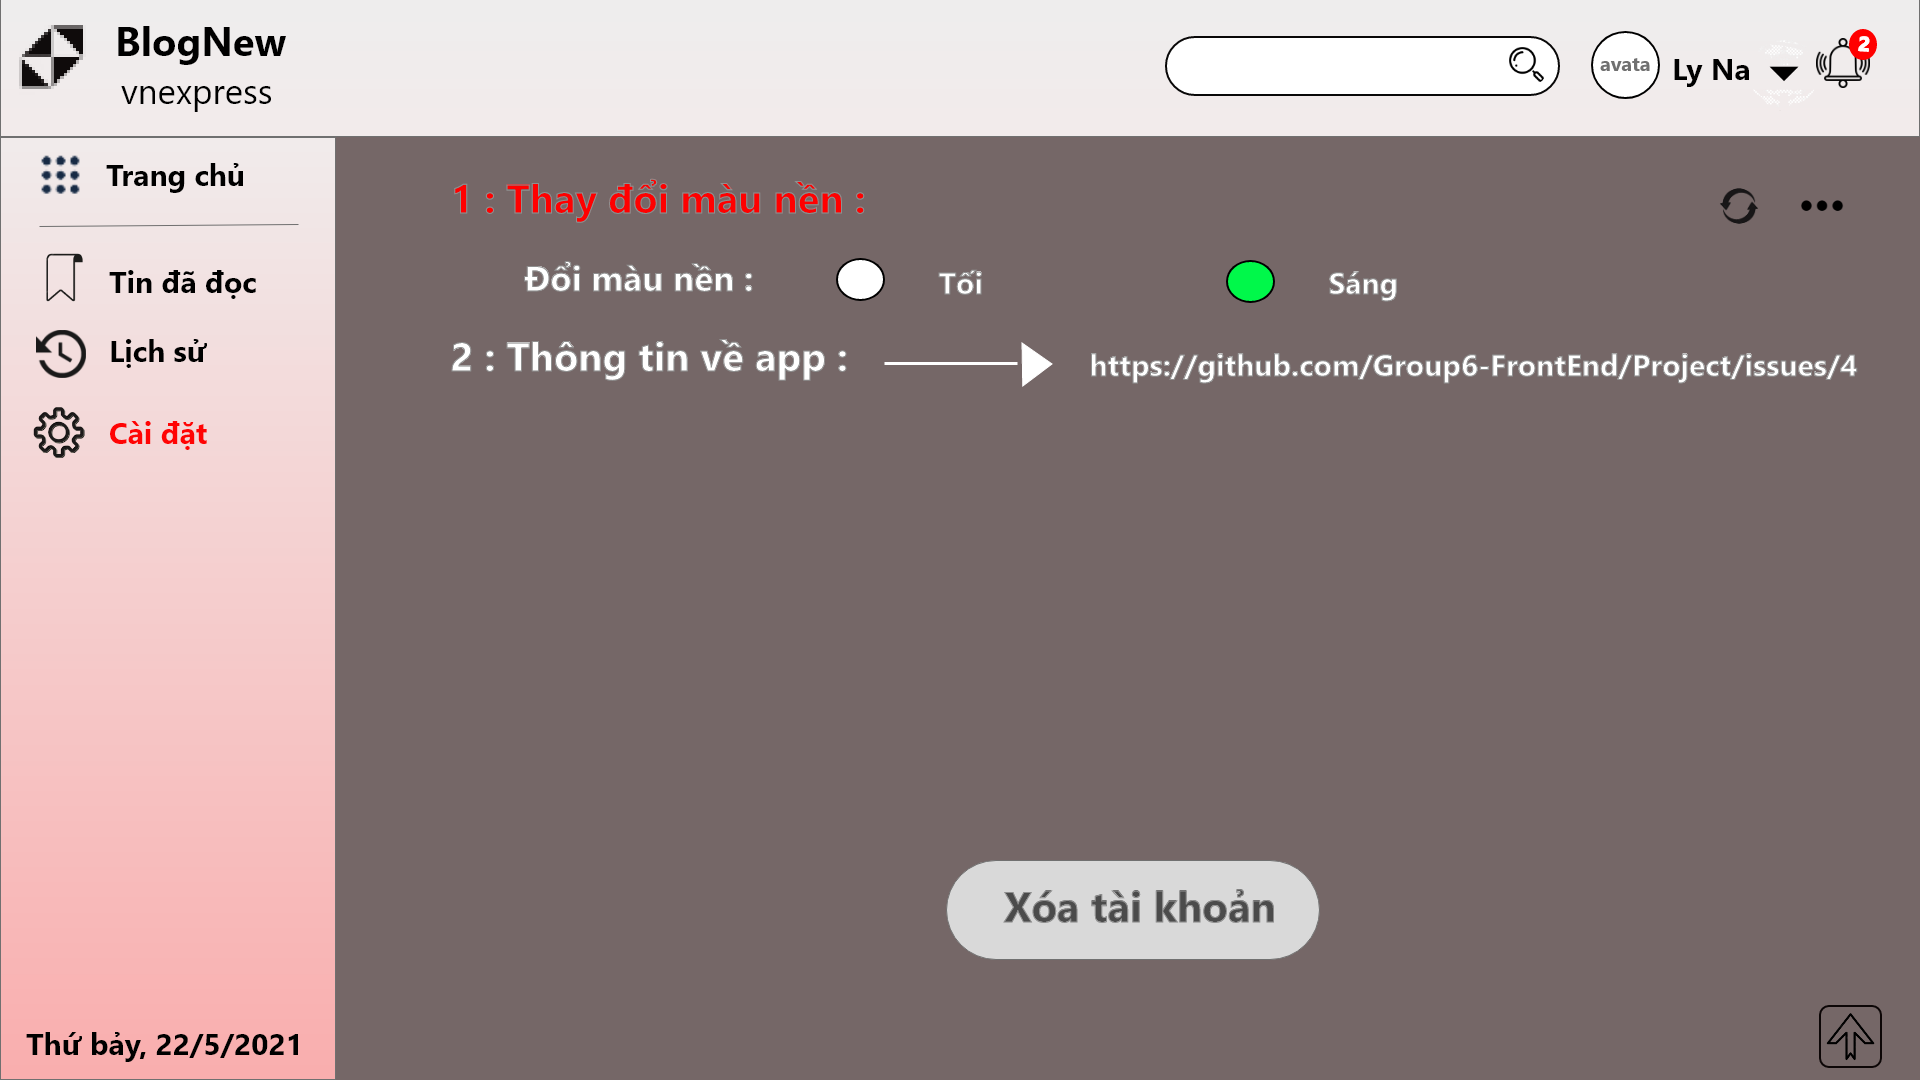 BlogNew
vnexpress
avata
Ly Na
2
Trang chủ
Tin đã đọc
Lịch sử
Cài đặt
Thứ bảy, 22/5/2021
1 : Thay đổi màu nền :
Đổi màu nền :
Tối
Sáng
2 : Thông tin về app :
https://github.com/Group6-FrontEnd/Project/issues/4
Xóa tài khoản